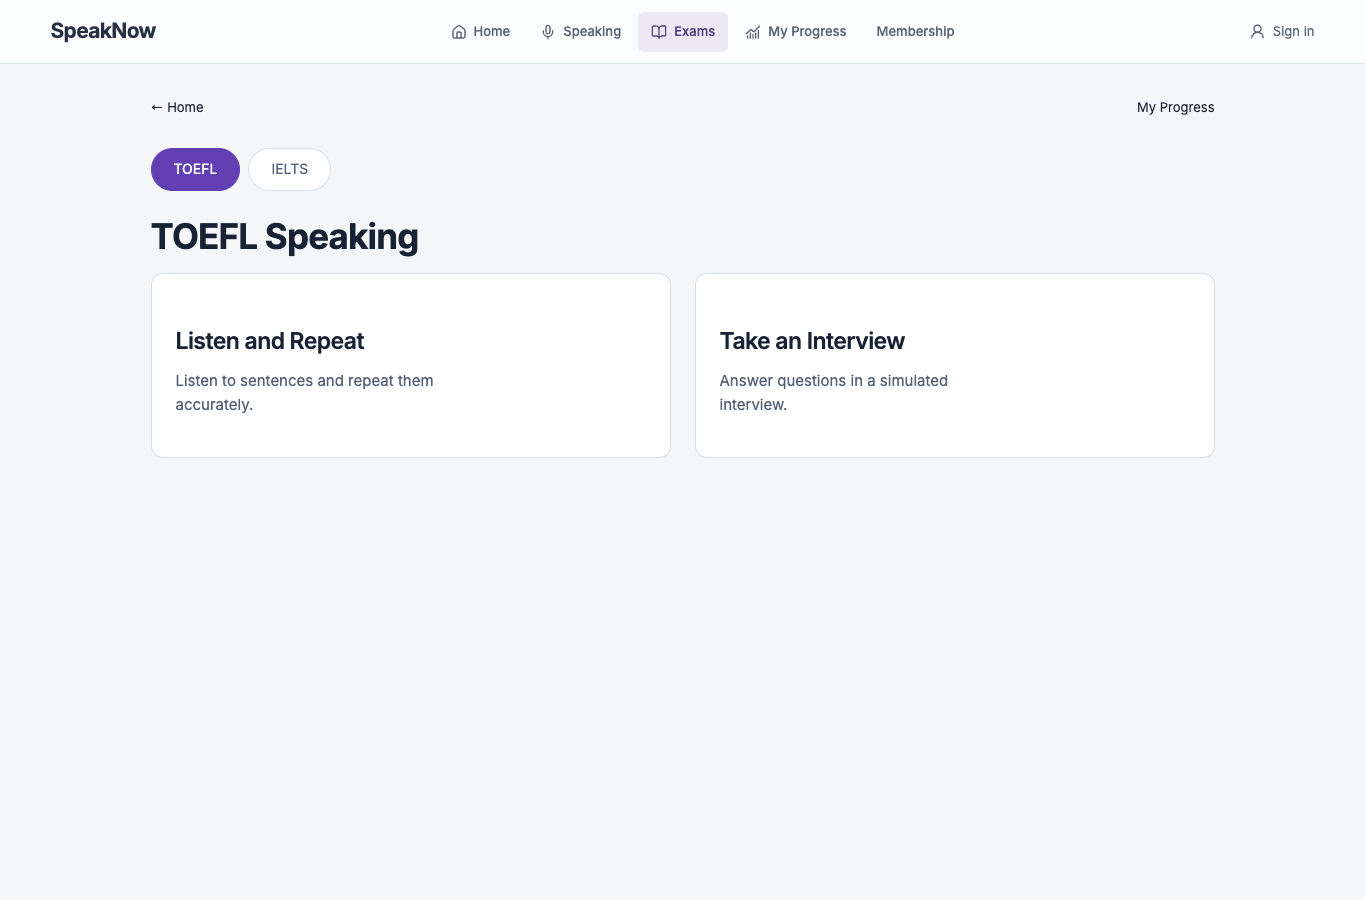 SpeakNow
Home
Speaking
Exams
My Progress
Membership
Sign In
← Home
My Progress
TOEFL
IELTS
TOEFL Speaking
Listen and Repeat
Listen to sentences and repeat them
accurately.
Take an Interview
Answer questions in a simulated
interview.